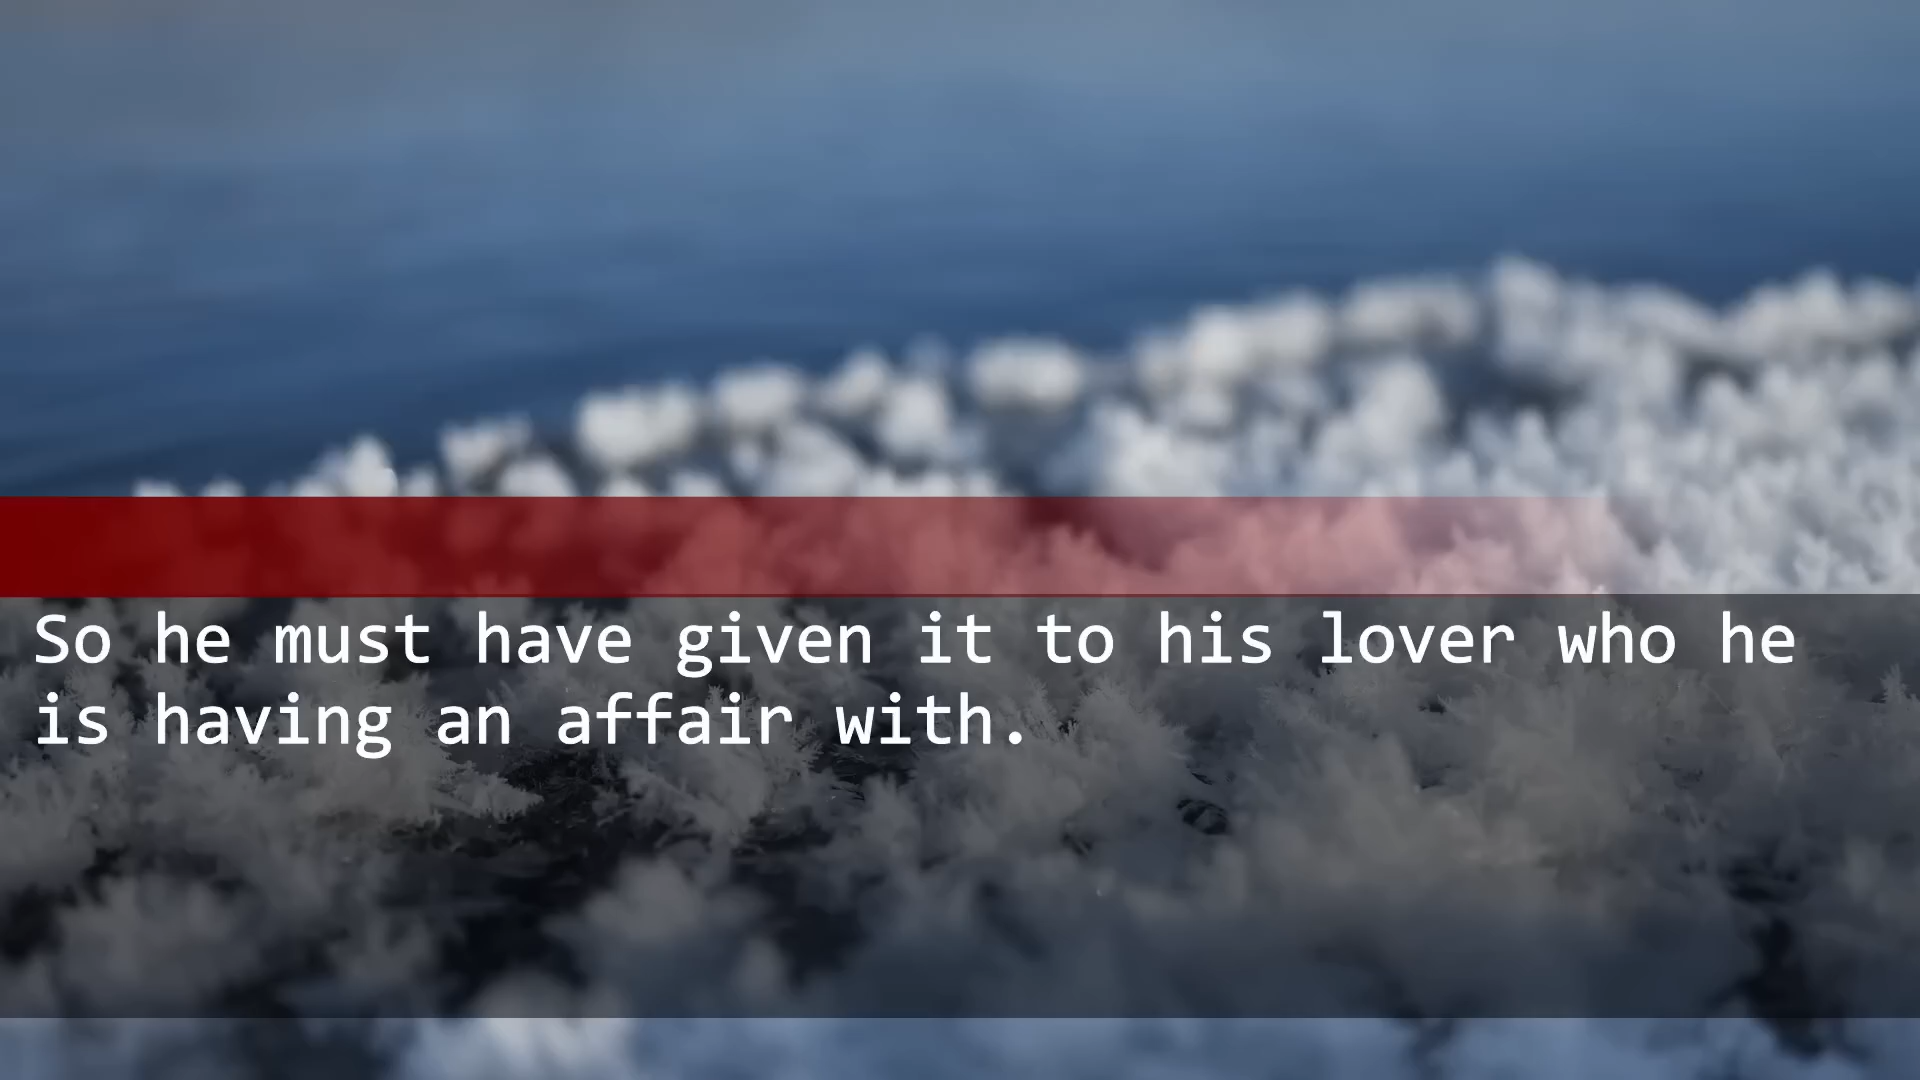 So he must have given it to his lover who he
is having an affair with.